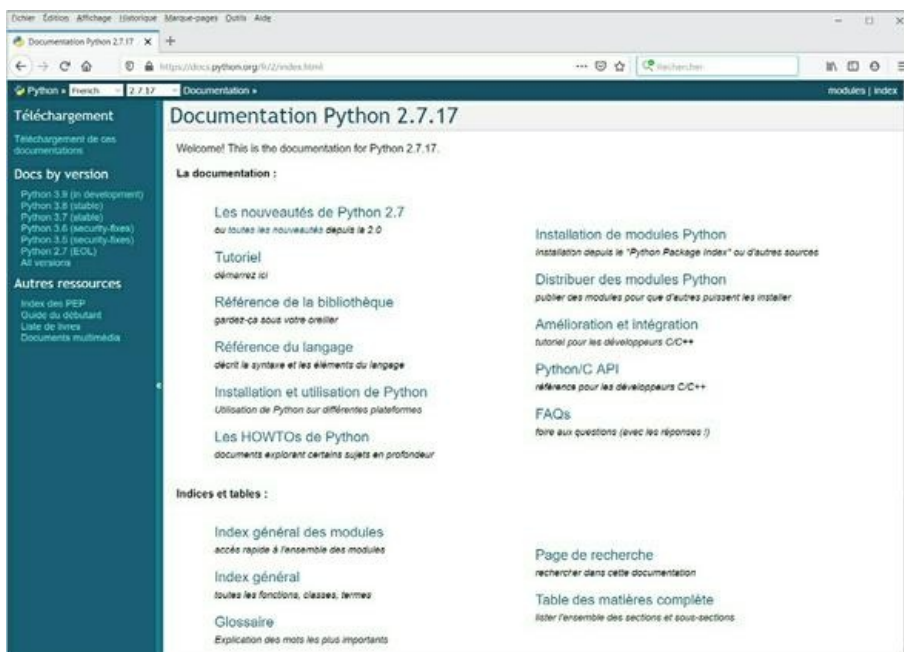 Fichier Édition Affichage Historique Marque-pages Outils Aide
Documentation Python 2.7.17
https://docs.python.org/fr/2/index.html
Rechercher
Python » French 2.7.17 Documentation »
modules | index
Téléchargement
Téléchargement de ces
documentations
Docs by version
Python 3.9 (in development)
Python 3.8 (stable)
Python 3.7 (stable)
Python 3.6 (security-fixes)
Python 3.5 (security-fixes)
Python 2.7 (EOL)
All versions
Autres ressources
Index des PEP
Guide du débutant
Liste de livres
Documents multimédia
Documentation Python 2.7.17
Welcome! This is the documentation for Python 2.7.17.
La documentation :
Les nouveautés de Python 2.7
ou toutes les nouveautés depuis le 2.0
Tutoriel
démarrez ici
Référence de la bibliothèque
gardez-ça sous votre oreiller
Référence du langage
décrit la syntaxe et les éléments du langage
Installation et utilisation de Python
Utilisation de Python sur différentes plateformes
Les HOWTOs de Python
documents explorant certains sujets en profondeur
Installation de modules Python
Installation depuis le "Python Package Index" ou d'autres sources
Distribuer des modules Python
publier des modules pour que d'autres puissent les installer
Amélioration et intégration
tutoriel pour les développeurs C/C++
Python/C API
référence pour les développeurs C/C++
FAQs
foire aux questions (avec les réponses !)
Indices et tables :
Index général des modules
accès rapide à l'ensemble des modules
Index général
toutes les fonctions, classes, termes
Glossaire
Explication des mots les plus importants
Page de recherche
rechercher dans cette documentation
Table des matières complète
lister l'ensemble des sections et sous-sections